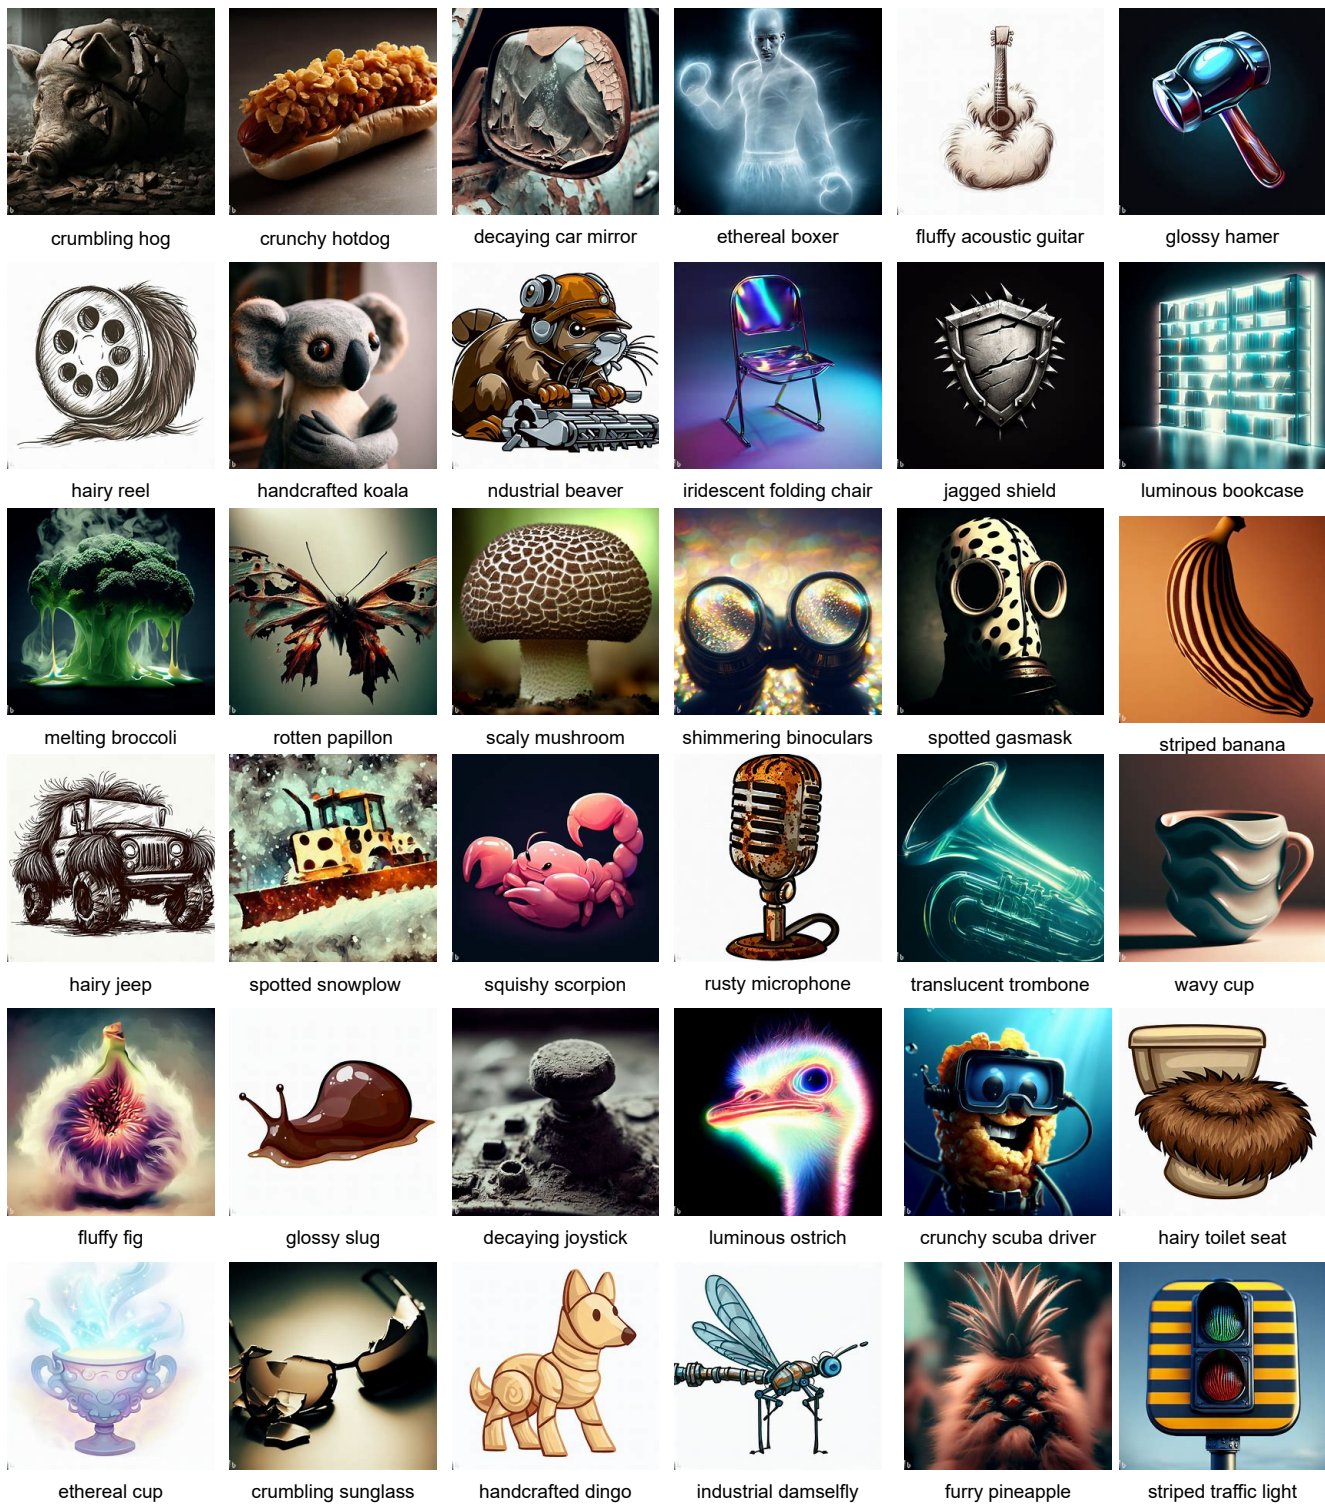 crumbling hog
crunchy hotdog
decaying car mirror
ethereal boxer
fluffy acoustic guitar
glossy hamer
hairy reel
handcrafted koala
ndustrial beaver
iridescent folding chair
jagged shield
luminous bookcase
melting broccoli
rotten papillon
scaly mushroom
shimmering binoculars
spotted gasmask
striped banana
hairy jeep
spotted snowplow
squishy scorpion
rusty microphone
translucent trombone
wavy cup
fluffy fig
glossy slug
decaying joystick
luminous ostrich
crunchy scuba driver
hairy toilet seat
ethereal cup
crumbling sunglass
handcrafted dingo
industrial damselfly
furry pineapple
striped traffic light